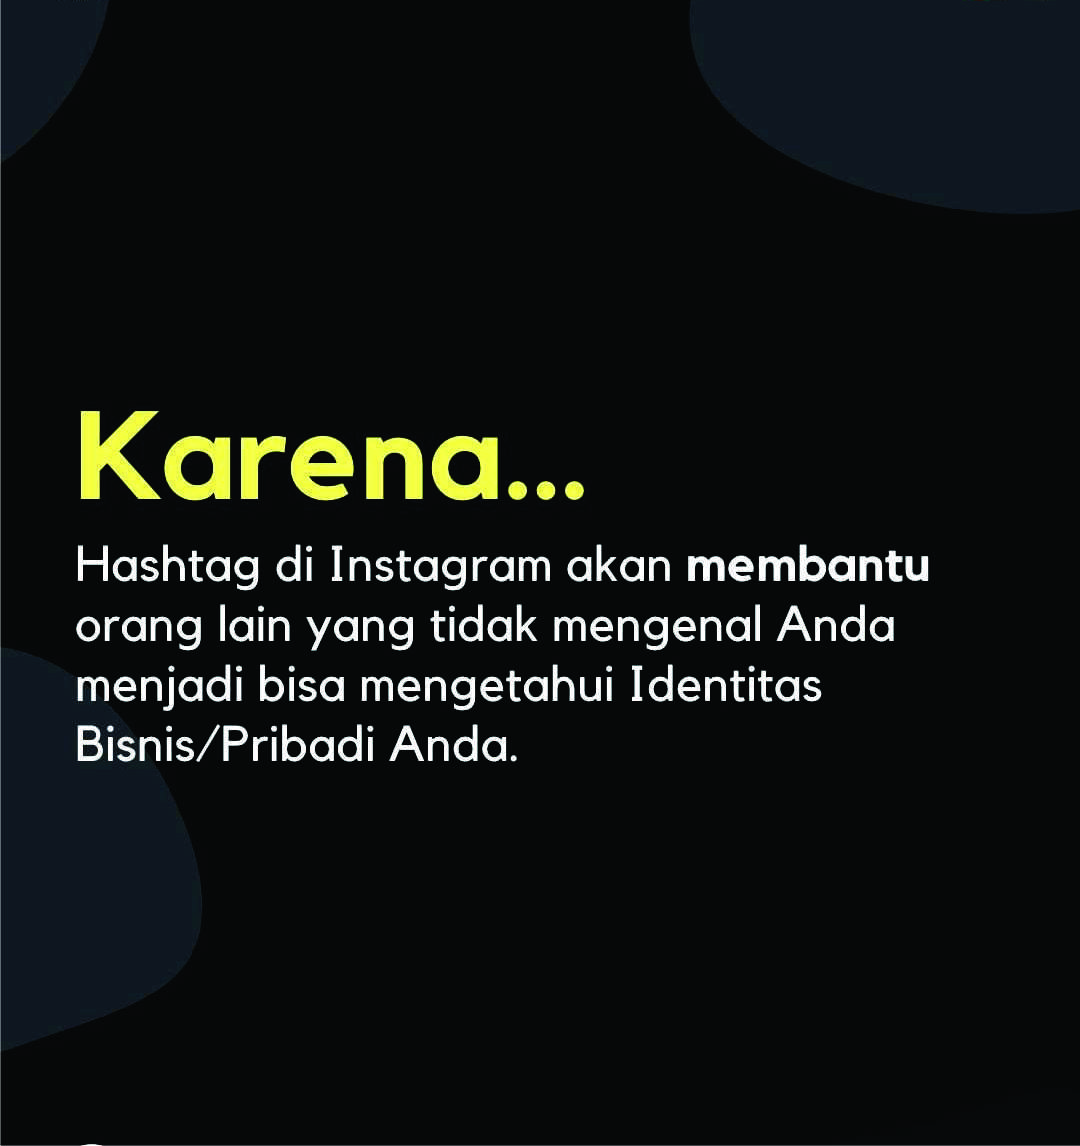 Karena...
Hashtag di Instagram akan membantu
orang lain yang tidak mengenal Anda
menjadi bisa mengetahui Identitas
Bisnis/Pribadi Anda.